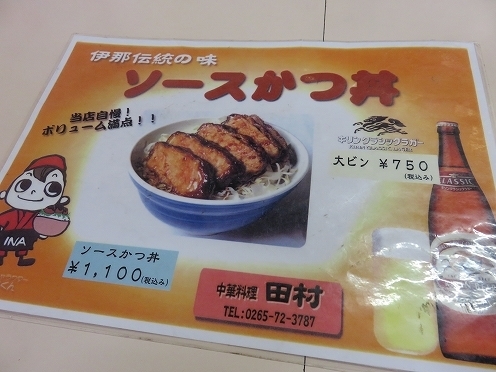 伊那伝統の味
ソースかつ丼
当店自慢!
ボリューム満点!!
キリンクラシックラガー
大ビン ¥750
(税込み)
CLASSIC
INA
ソースかつ丼
¥1,100(税込み)
くん
中華料理 田村
TEL:0265-72-3787